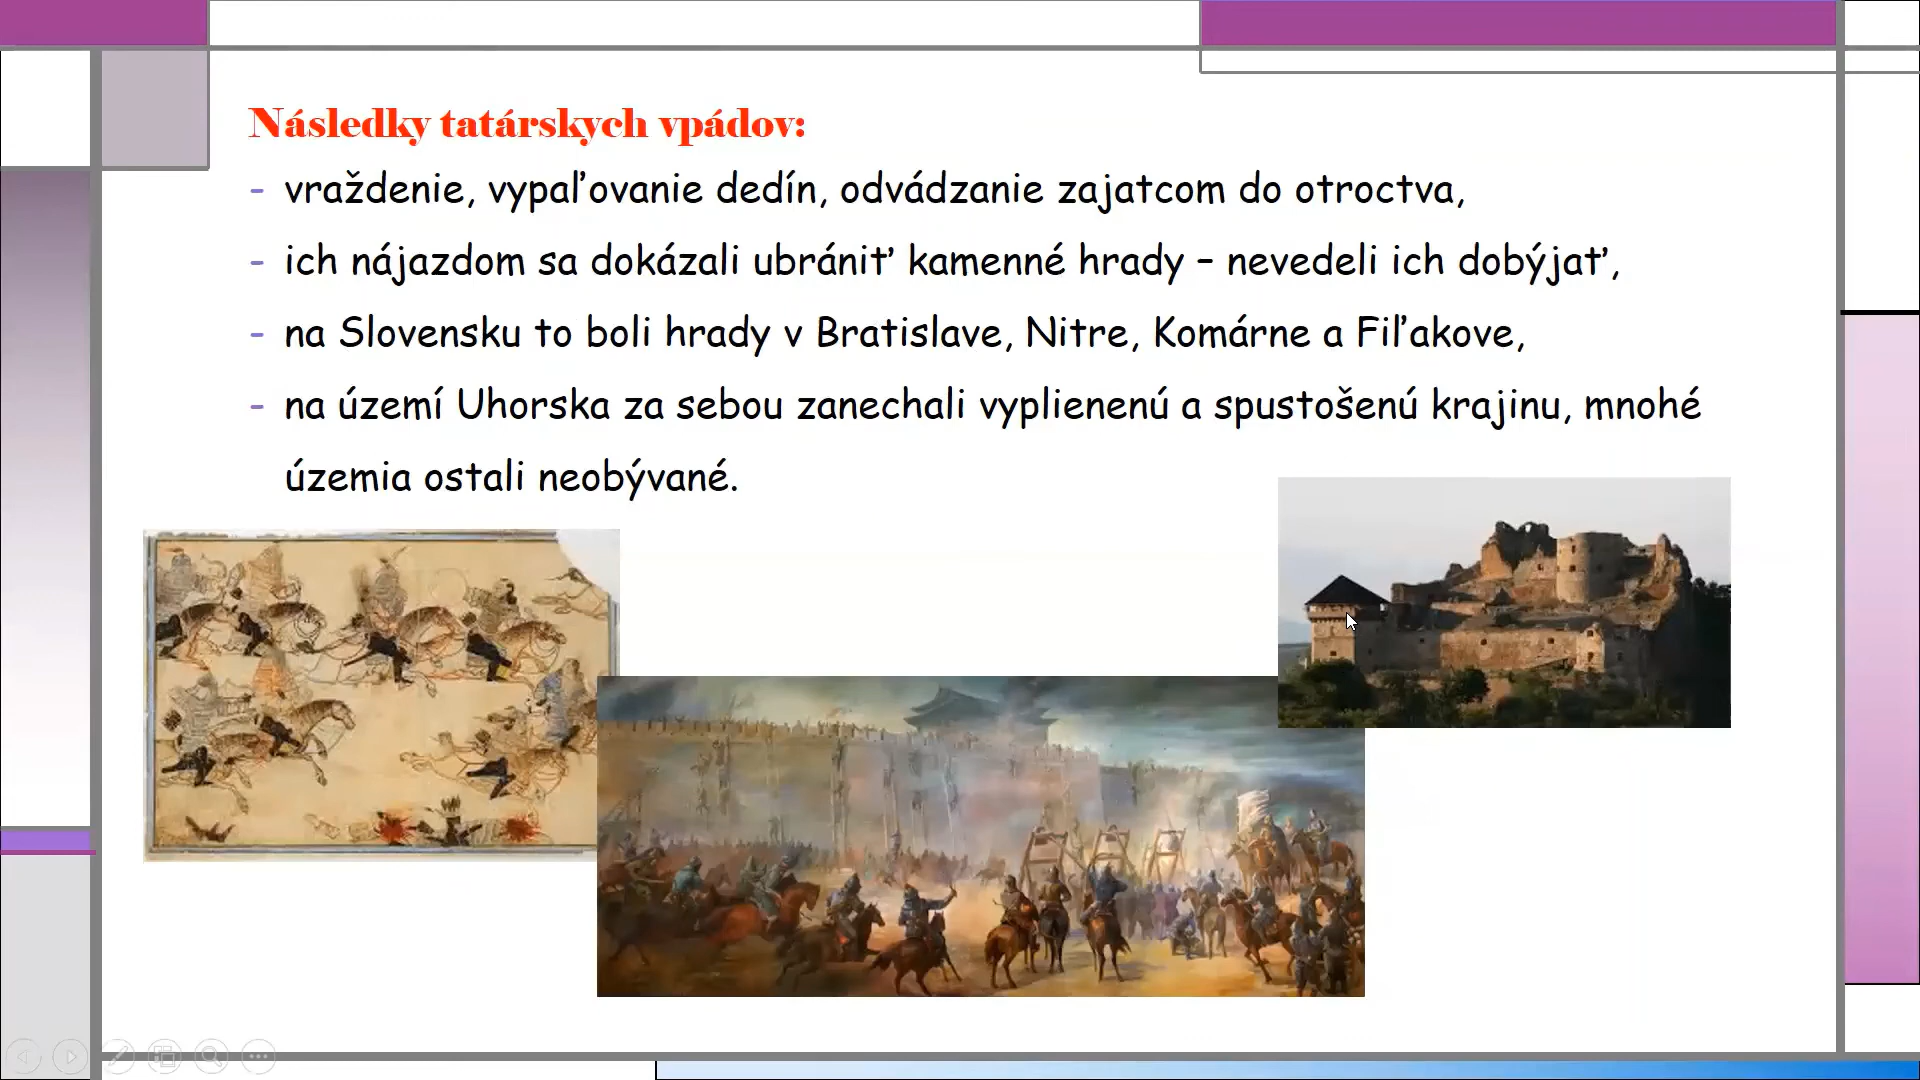 Následky tatárskych vpádov:
- vraždenie, vypaľovanie dedín, odvádzanie zajatcom do otroctva,
- ich nájazdom sa dokázali ubrániť kamenné hrady – nevedeli ich dobýjať,
- na Slovensku to boli hrady v Bratislave, Nitre, Komárne a Fiľakove,
- na území Uhorska za sebou zanechali vyplienenú a spustošenú krajinu, mnohé
územia ostali neobývané.